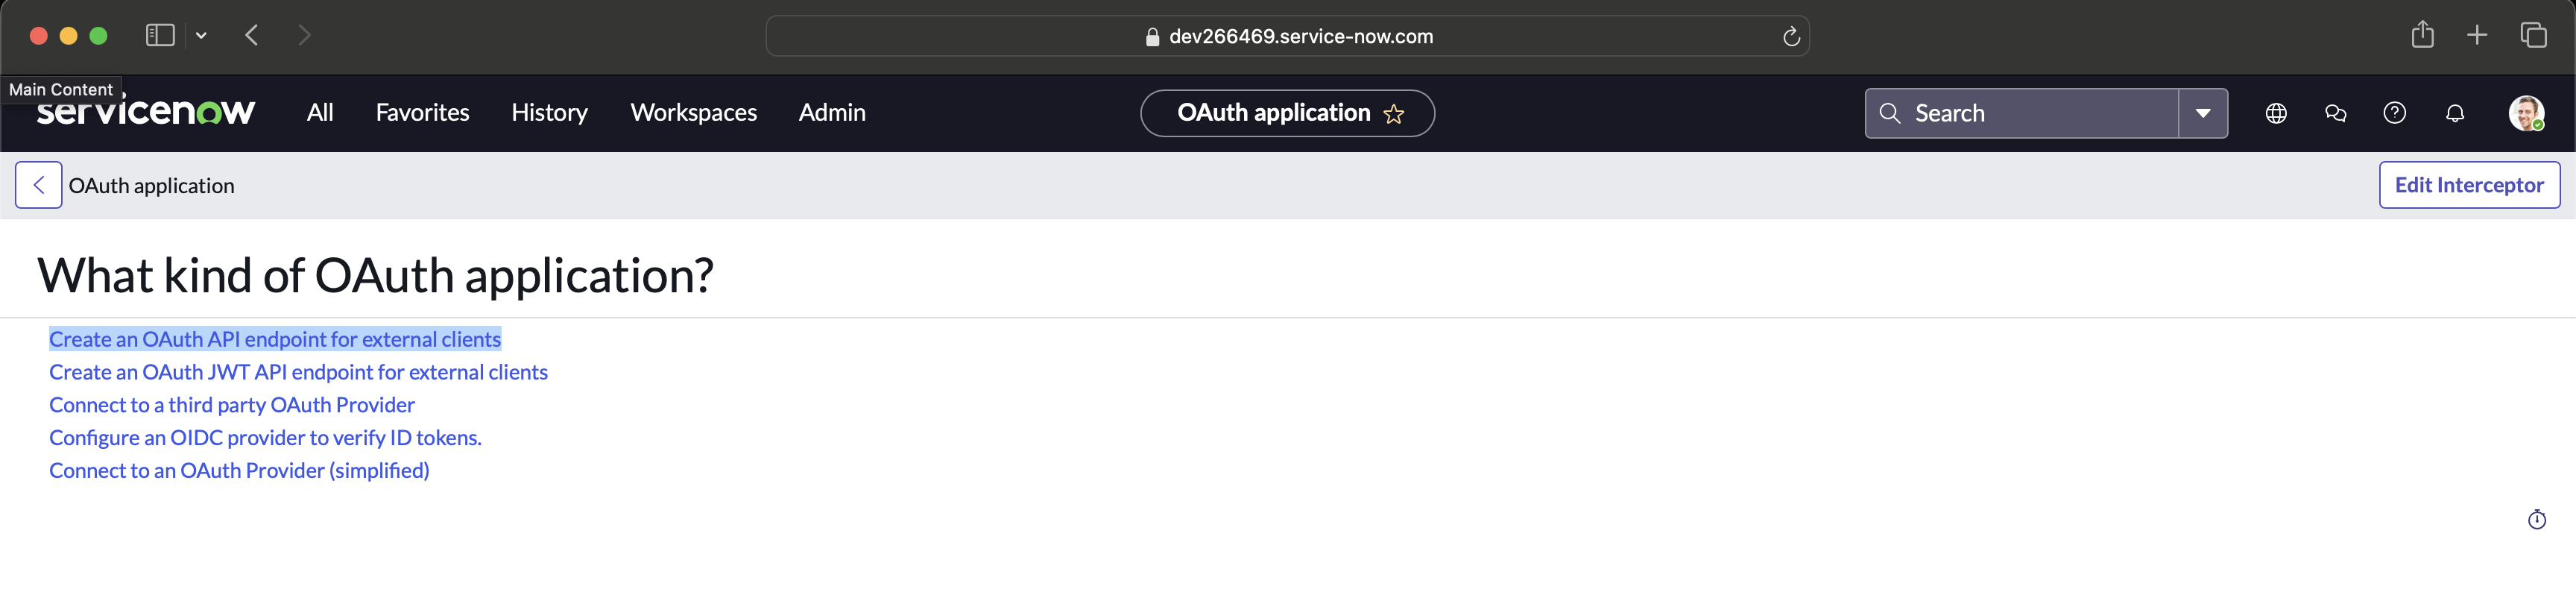 dev266469.service-now.com
Main Content
servicenow All Favorites History Workspaces Admin OAuth application Search
OAuth application Edit Interceptor
What kind of OAuth application?
Create an OAuth API endpoint for external clients
Create an OAuth JWT API endpoint for external clients
Connect to a third party OAuth Provider
Configure an OIDC provider to verify ID tokens.
Connect to an OAuth Provider (simplified)